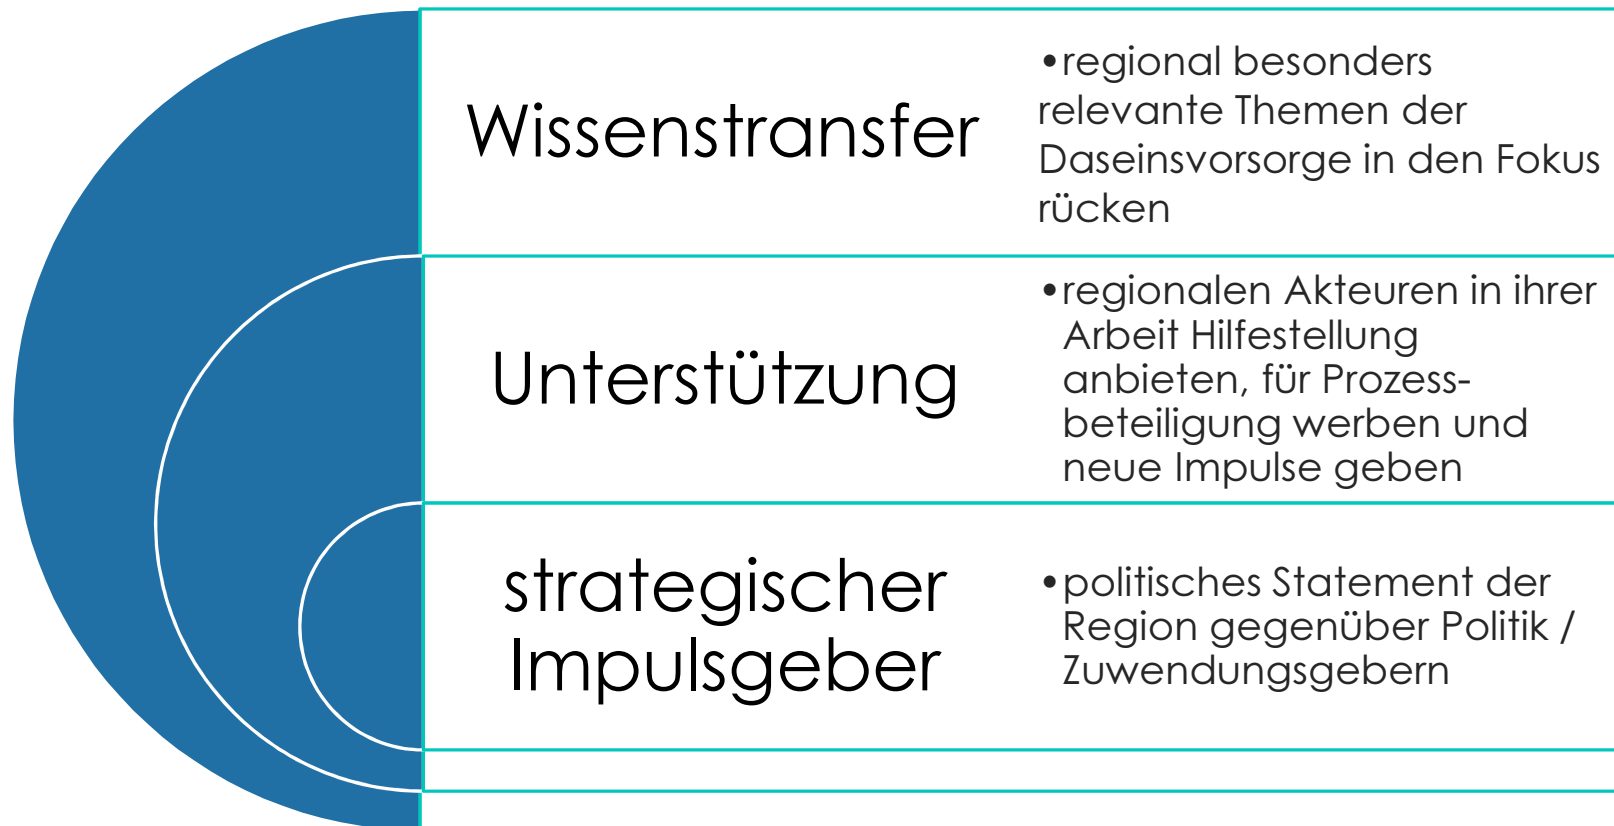 Wissenstransfer
•regional besonders
relevante Themen der
Daseinsvorsorge in den Fokus
rücken
Unterstützung
•regionalen Akteuren in ihrer
Arbeit Hilfestellung
anbieten, für Prozess-
beteiligung werben und
neue Impulse geben
strategischer
Impulsgeber
•politisches Statement der
Region gegenüber Politik /
Zuwendungsgebern